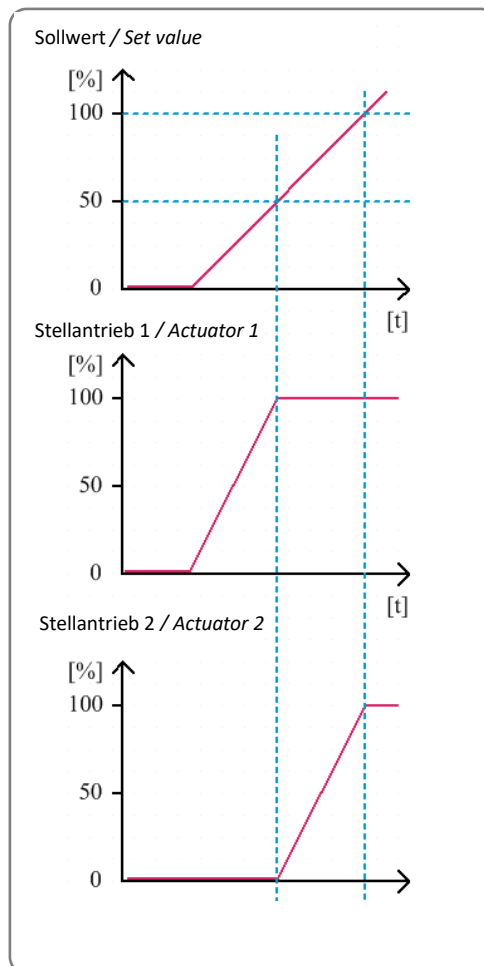 Sollwert / Set value
[%]
100
50
0
[t]
Stellantrieb 1 / Actuator 1
[%]
100
50
0
[t]
Stellantrieb 2 / Actuator 2
[%]
100
50
0